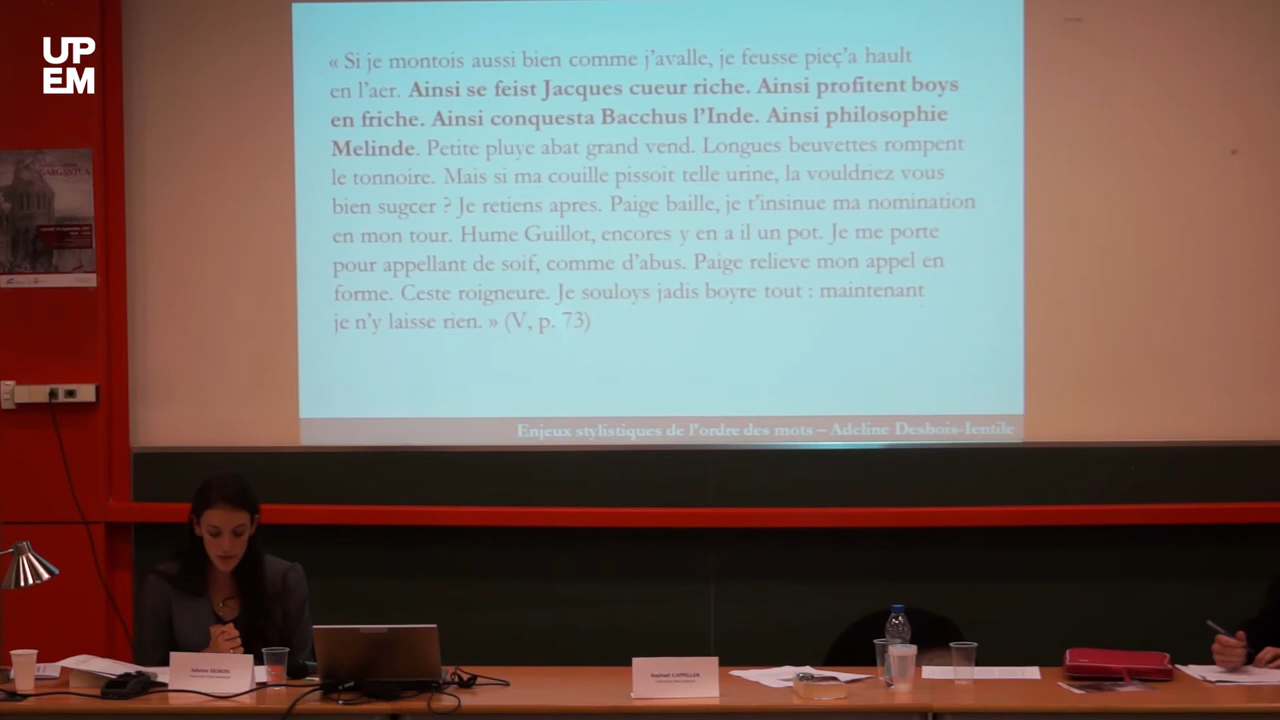 UP
EM
« Si je montois aussi bien comme j'avalle, je feusse pieç'a hault
en l'aer. Ainsi se feist Jacques cueur riche. Ainsi profitent boys
en friche. Ainsi conquesta Bacchus l'Inde. Ainsi philosophie
Melinde. Petite pluye abat grand vend. Longues beuvettes rompent
le tonnoire. Mais si ma couille pissoit telle urine, la vouldriez vous
bien sugcer ? Je retiens apres. Paige baille, je t'insinue ma nomination
en mon tour. Hume Guillot, encores y en a il un pot. Je me porte
pour appellant de soif, comme d'abus. Paige relieve mon appel en
forme. Ceste roigneure. Je souloys jadis boyre tout : maintenant
je n'y laisse rien. » (V, p. 73)
Enjeux stylistiques de l'ordre des mots – Adeline Desbois-Ientile
GARGANTUA
Adeline DESBOIS
Raphaël CAPPELLEN